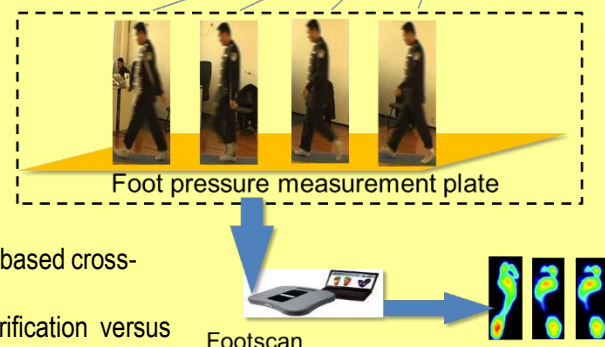 Foot pressure measurement plate
based cross-
rification versus
Footscan